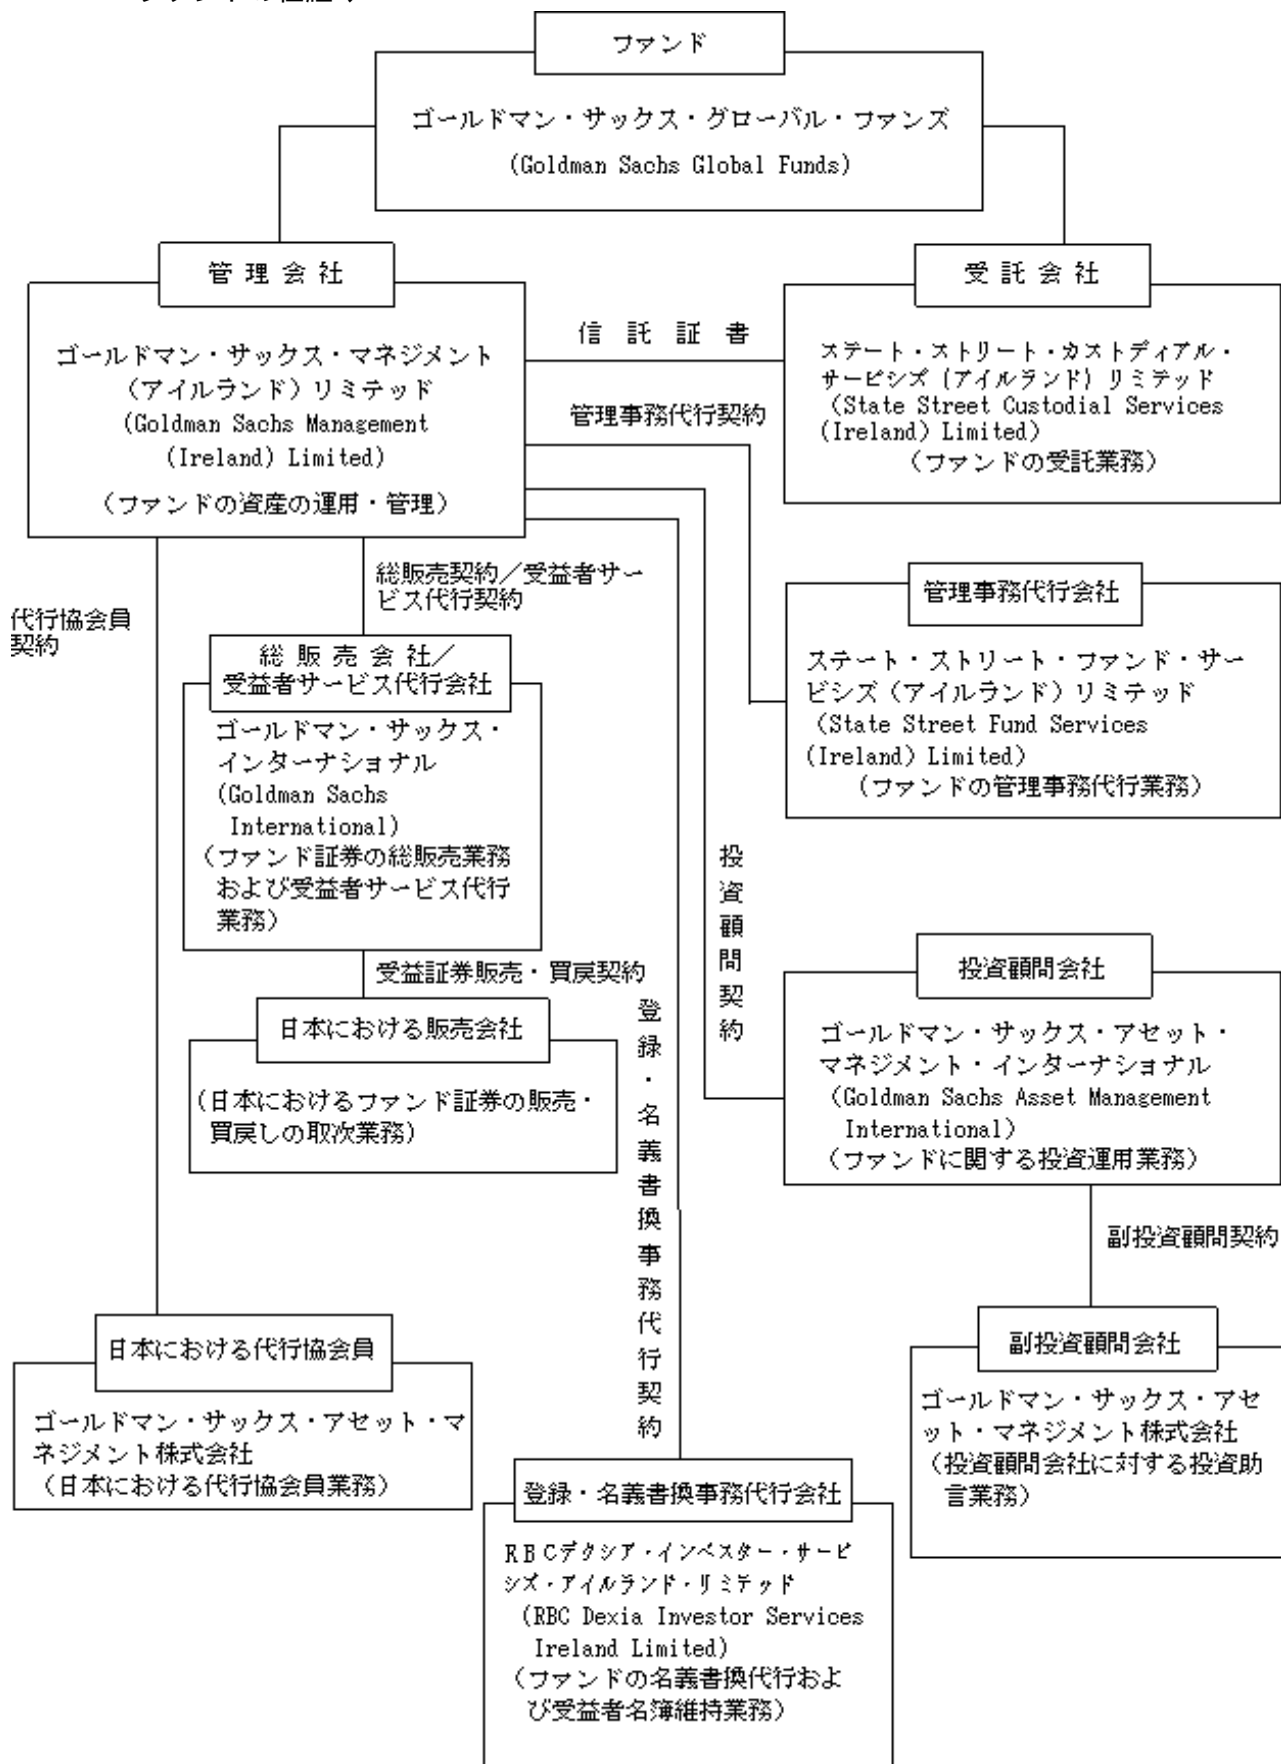 ファンド
ゴールドマン・サックス・グローバル・ファンズ
(Goldman Sachs Global Funds)
管 理 会 社
ゴールドマン・サックス・マネジメント
(アイルランド) リミテッド
(Goldman Sachs Management
(Ireland) Limited)
(ファンドの資産の運用・管理)
信 託 証 書
管理事務代行契約
受 託 会 社
ステート・ストリート・カストディアル・
サービシズ (アイルランド) リミテッド
(State Street Custodial Services
(Ireland) Limited)
(ファンドの受託業務)
代行協会員
契約
総販売契約/受益者サー
ビス代行契約
総 販 売 会 社/
受益者サービス代行会社
ゴールドマン・サックス・
インターナショナル
(Goldman Sachs
International)
(ファンド証券の総販売業務
および受益者サービス代行
業務)
管理事務代行会社
ステート・ストリート・ファンド・サー
ビシズ (アイルランド) リミテッド
(State Street Fund Services
(Ireland) Limited)
(ファンドの管理事務代行業務)
投資顧問契約
受益証券販売・買戻契約
日本における販売会社
(日本におけるファンド証券の販売・
買戻しの取次業務)
登録・名義書換事務代行契約
投資顧問会社
ゴールドマン・サックス・アセット・
マネジメント・インターナショナル
(Goldman Sachs Asset Management
International)
(ファンドに関する投資運用業務)
副投資顧問契約
日本における代行協会員
ゴールドマン・サックス・アセット・マ
ネジメント株式会社
(日本における代行協会員業務)
副投資顧問会社
ゴールドマン・サックス・アセ
ット・マネジメント株式会社
(投資顧問会社に対する投資助
言業務)
登録・名義書換事務代行会社
RBCデクシア・インベスター・サービ
シズ・アイルランド・リミテッド
(RBC Dexia Investor Services
Ireland Limited)
(ファンドの名義書換代行およ
び受益者名簿維持業務)